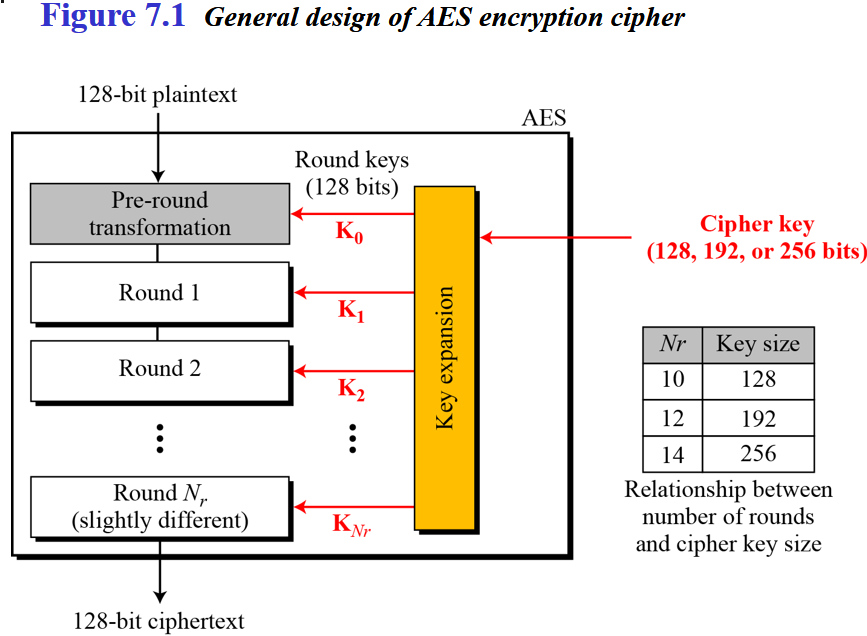 Figure 7.1 General design of AES encryption cipher
128-bit plaintext
AES
Round keys
(128 bits)
Pre-round
transformation
K0
Cipher key
(128, 192, or 256 bits)
Round 1
K1
Key expansion
Round 2
K2
Nr Key size
10 128
12 192
14 256
Relationship between
number of rounds
and cipher key size
Round Nr
(slightly different)
KNr
128-bit ciphertext